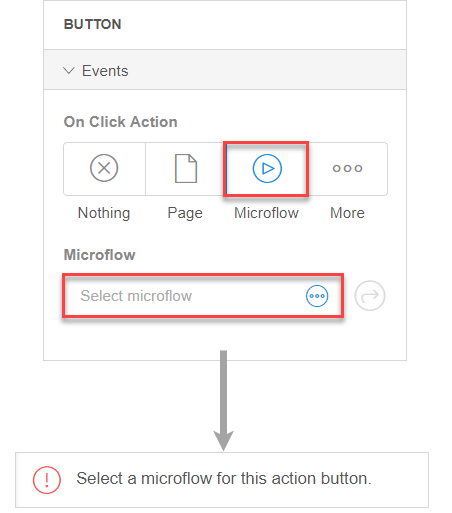 BUTTON
Events
On Click Action
Nothing Page Microflow More
Microflow
Select microflow
Select a microflow for this action button.